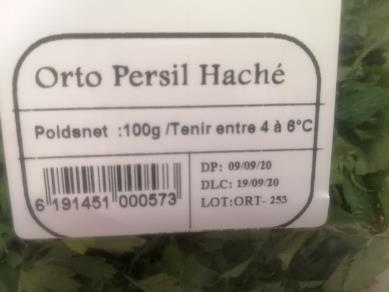 Orto Persil Haché
Poidsnet :100g /Tenir entre 4 à 6°C
DP: 09/09/20
DLC: 19/09/20
LOT:ORT- 253
6 191451 000573